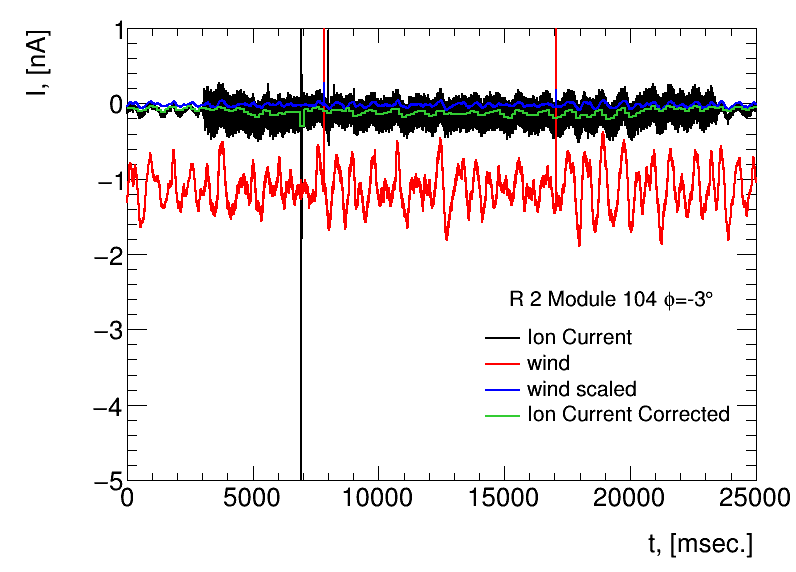 I, [nA]
1
0
−1
−2
−3
−4
−5
R 2 Module 104 ϕ=-3°
Ion Current
wind
wind scaled
Ion Current Corrected
0 5000 10000 15000 20000 25000
t, [msec.]